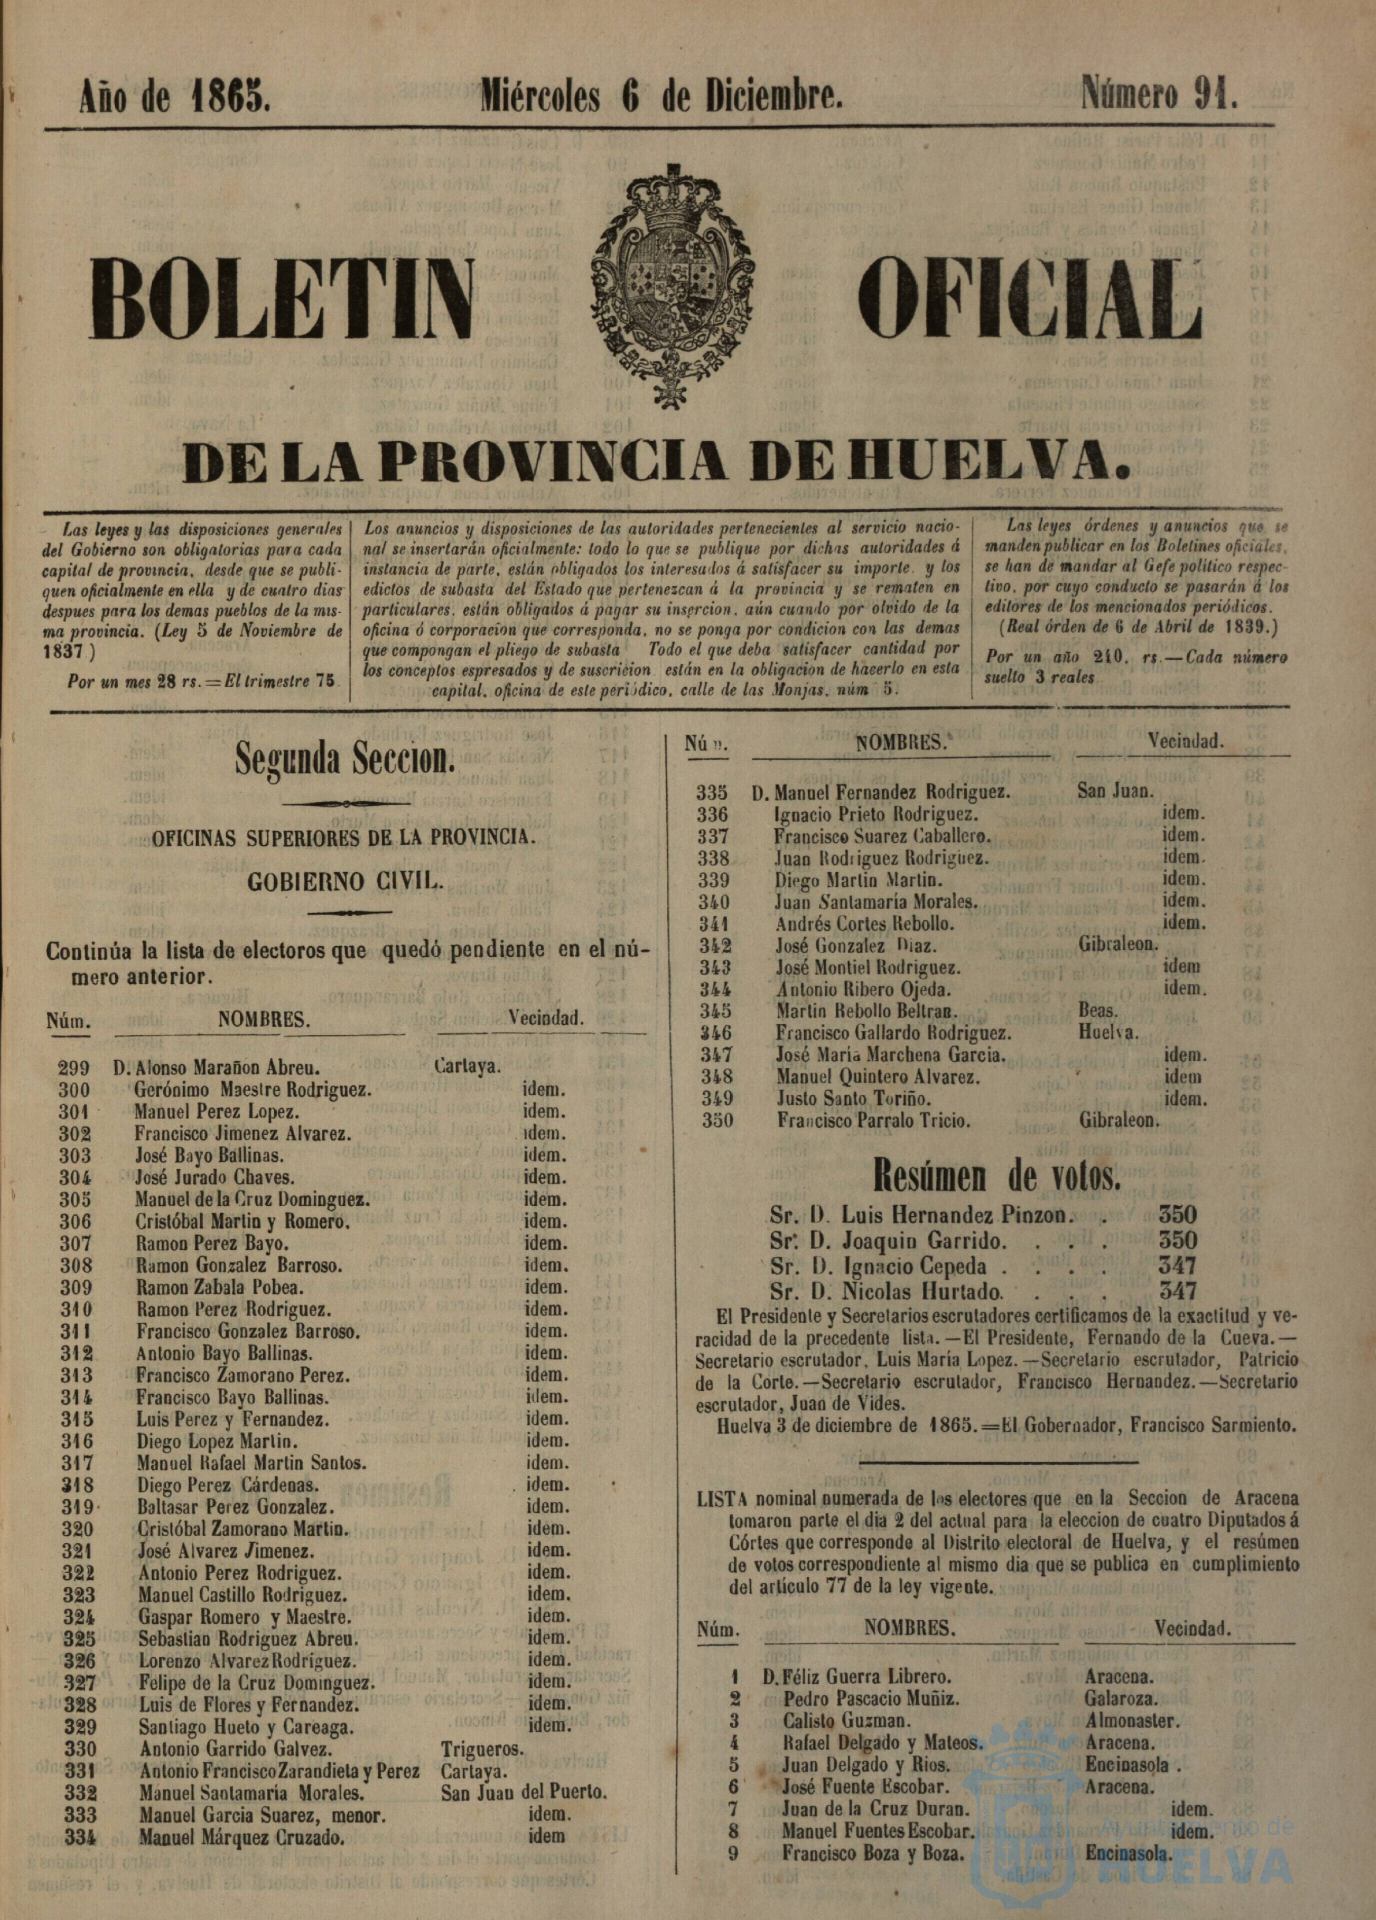 Año de 1865. Miércoles 6 de Diciembre. Número 91.
BOLETIN OFICIAL
DE LA PROVINCIA DE HUELVA.
Las leyes y las disposiciones generales
del Gobierno son obligatorias para cada
capital de provincia, desde que se publi-
quen oficialmente en ella y de cuatro dias
despues para los demas pueblos de la mis-
ma provincia. (Ley 5 de Noviembre de
1837)
Por un mes 28 rs.=El trimestre 75
Los anuncios y disposiciones de las autoridades pertenecientes al servicio nacio-
nal se insertarán oficialmente: todo lo que se publique por dichas autoridades á
instancia de parte, están obligados los interesados á satisfacer su importe, y los
edictos de subasta del Estado que pertenezcan á la provincia y se rematen en
particulares, están obligados á pagar su insercion, aún cuando por olvido de la
oficina ó corporacion que corresponda, no se ponga por condicion con las demas
que compongan el pliego de subasta Todo el que deba satisfacer cantidad por
los conceptos espresados y de suscricion están en la obligacion de hacerlo en esta
capital, oficina de este periódico, calle de las Monjas, núm 5.
Las leyes órdenes y anuncios que se
manden publicar en los Boletines oficiales,
se han de mandar al Gefe político respec-
tivo, por cuyo conducto se pasarán á los
editores de los mencionados periódicos.
(Real órden de 6 de Abril de 1839.)
Por un año 240. rs.—Cada número
suelto 3 reales
Segunda Seccion.
OFICINAS SUPERIORES DE LA PROVINCIA.
GOBIERNO CIVIL.
Continúa la lista de electoros que quedó pendiente en el nú-
mero anterior.
Núm. NOMBRES. Vecindad.
299 D. Alonso Marañon Abreu. Cartaya.
300 Gerónimo Maestre Rodriguez. idem.
301 Manuel Perez Lopez. idem.
302 Francisco Jimenez Alvarez. idem.
303 José Bayo Ballinas. idem.
304 José Jurado Chaves. idem.
305 Manuel de la Cruz Dominguez. idem.
306 Cristóbal Martin y Romero. idem.
307 Ramon Perez Bayo. idem.
308 Ramon Gonzalez Barroso. idem.
309 Ramon Zabala Pobea. idem.
310 Ramon Perez Rodriguez. idem.
311 Francisco Gonzalez Barroso. idem.
312 Antonio Bayo Ballinas. idem.
313 Francisco Zamorano Perez. idem.
314 Francisco Bayo Ballinas. idem.
315 Luis Perez y Fernandez. idem.
316 Diego Lopez Martin. idem.
317 Manuel Rafael Martin Santos. idem.
318 Diego Perez Cárdenas. idem.
319 Baltasar Perez Gonzalez. idem.
320 Cristóbal Zamorano Martin. idem.
321 José Alvarez Jimenez. idem.
322 Antonio Perez Rodriguez. idem.
323 Manuel Castillo Rodriguez. idem.
324 Gaspar Romero y Maestre. idem.
325 Sebastian Rodriguez Abreu. idem.
326 Lorenzo Alvarez Rodriguez. idem.
327 Felipe de la Cruz Dominguez. idem.
328 Luis de Flores y Fernandez. idem.
329 Santiago Hueto y Careaga. idem.
330 Antonio Garrido Galvez. Trigueros.
331 Antonio Francisco Zarandieta y Perez Cartaya.
332 Manuel Santamaría Morales. San Juan del Puerto.
333 Manuel Garcia Suarez, menor. idem.
334 Manuel Márquez Cruzado. idem
Núm. NOMBRES. Vecindad.
335 D. Manuel Fernandez Rodriguez. San Juan.
336 Ignacio Prieto Rodriguez. idem.
337 Francisco Suarez Caballero. idem.
338 Juan Rodriguez Rodriguez. idem.
339 Diego Martin Martin. idem.
340 Juan Santamaría Morales. idem.
341 Andrés Cortes Rebollo. idem.
342 José Gonzalez Diaz. Gibraleon.
343 José Montiel Rodriguez. idem
344 Antonio Ribero Ojeda. idem.
345 Martin Rebollo Beltran. Beas.
346 Francisco Gallardo Rodriguez. Huelva.
347 José María Marchena Garcia. idem.
348 Manuel Quintero Alvarez. idem
349 Justo Santo Toriño. idem.
350 Francisco Parralo Tricio. Gibraleon.
Resúmen de votos.
Sr. D. Luis Hernandez Pinzon. . 350
Sr. D. Joaquin Garrido. . . . 350
Sr. D. Ignacio Cepeda . . . . 347
Sr. D. Nicolas Hurtado. . . . 347
El Presidente y Secretarios escrutadores certificamos de la exactitud y ve-
racidad de la precedente lista.—El Presidente, Fernando de la Cueva.—
Secretario escrutador, Luis María Lopez.—Secretario escrutador, Patricio
de la Corte.—Secretario escrutador, Francisco Hernandez.—Secretario
escrutador, Juan de Vides.
Huelva 3 de diciembre de 1865.=El Gobernador, Francisco Sarmiento.
LISTA nominal numerada de los electores que en la Seccion de Aracena
tomaron parte el dia 2 del actual para la eleccion de cuatro Diputados á
Córtes que corresponde al Distrito electoral de Huelva, y el resúmen
de votos correspondiente al mismo dia que se publica en cumplimiento
del articulo 77 de la ley vigente.
Núm. NOMBRES. Vecindad.
1 D. Féliz Guerra Librero. Aracena.
2 Pedro Pascacio Muñiz. Galaroza.
3 Calisto Guzman. Almonaster.
4 Rafael Delgado y Mateos. Aracena.
5 Juan Delgado y Rios. Encinasola .
6 José Fuente Escobar. Aracena.
7 Juan de la Cruz Duran. idem.
8 Manuel Fuentes Escobar. idem.
9 Francisco Boza y Boza. Encinasola.
Ayuntamiento de
HUELVA